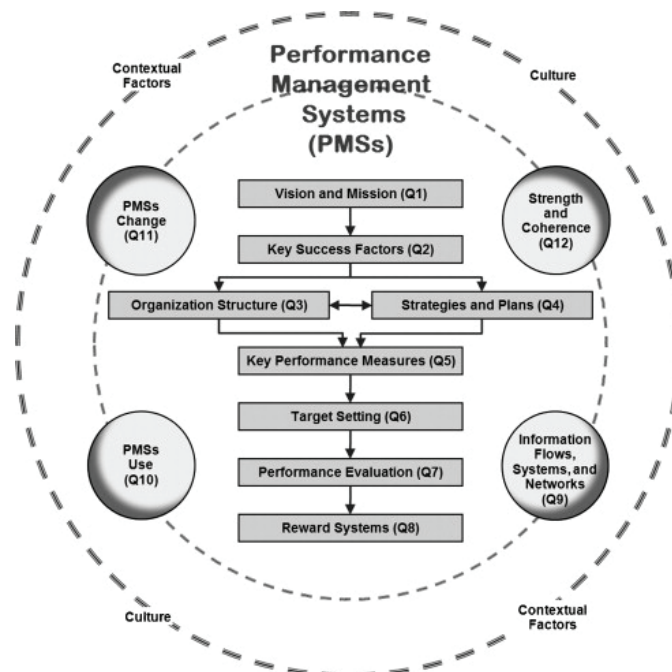 Performance
Management
Systems
(PMSs)
Contextual
Factors
Culture
PMSs
Change
(Q11)
Strength
and
Coherence
(Q12)
Vision and Mission (Q1)
Key Success Factors (Q2)
Organization Structure (Q3)
Strategies and Plans (Q4)
Key Performance Measures (Q5)
Target Setting (Q6)
Performance Evaluation (Q7)
Reward Systems (Q8)
PMSs
Use
(Q10)
Information
Flows,
Systems, and
Networks
(Q9)
Culture
Contextual
Factors